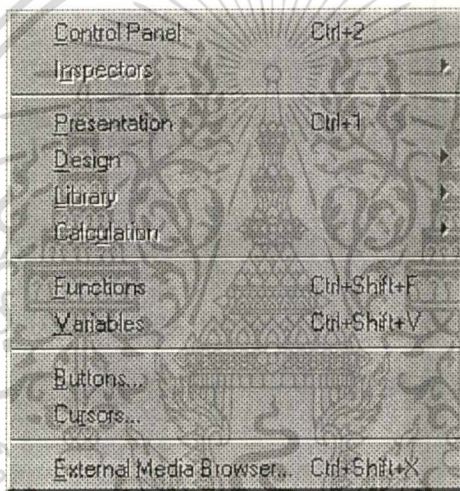 Control Panel Ctrl+2
Inspectors
Presentation Ctrl+1
Design
Library
Calculation
Functions Ctrl+Shift+F
Variables Ctrl+Shift+V
Buttons...
Cursors...
External Media Browser... Ctrl+Shift+X